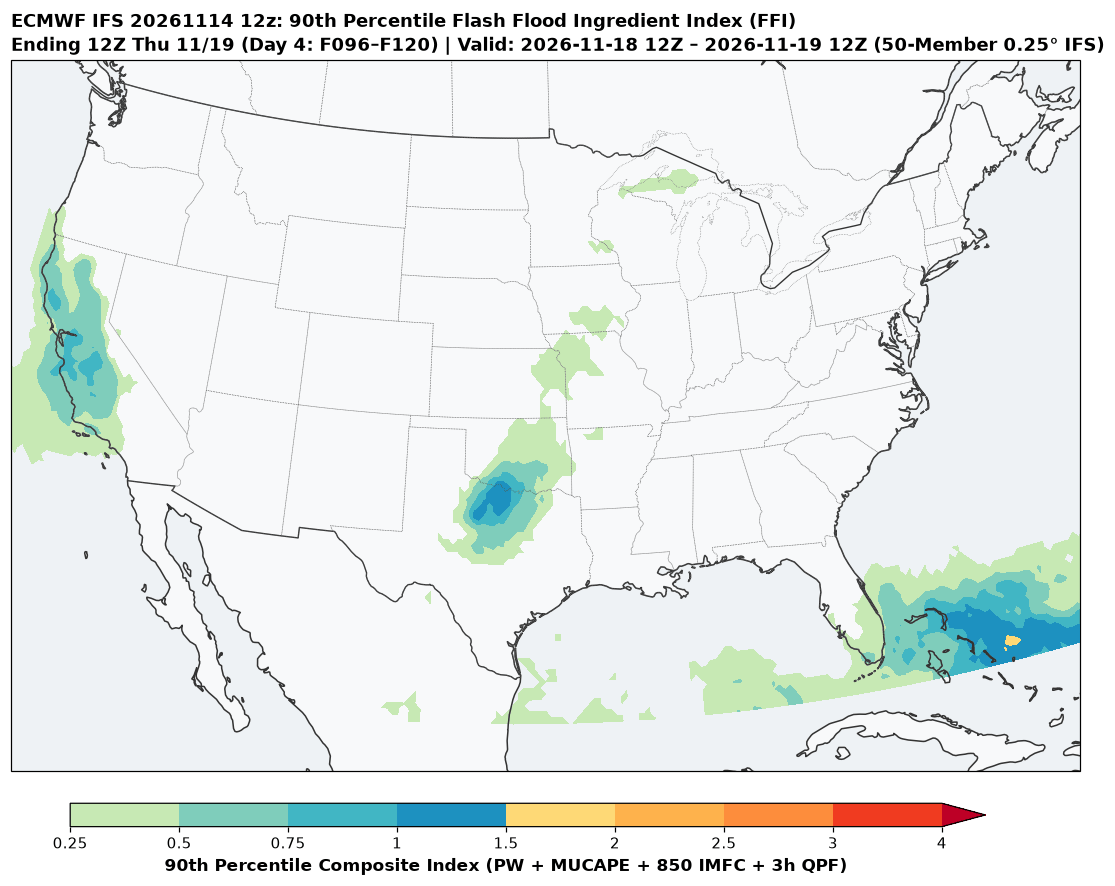 ECMWF IFS 20261114 12z: 90th Percentile Flash Flood Ingredient Index (FFI)
Ending 12Z Thu 11/19 (Day 4: F096–F120) | Valid: 2026-11-18 12Z – 2026-11-19 12Z (50-Member 0.25° IFS)
0.25 0.5 0.75 1 1.5 2 2.5 3 4
90th Percentile Composite Index (PW + MUCAPE + 850 IMFC + 3h QPF)